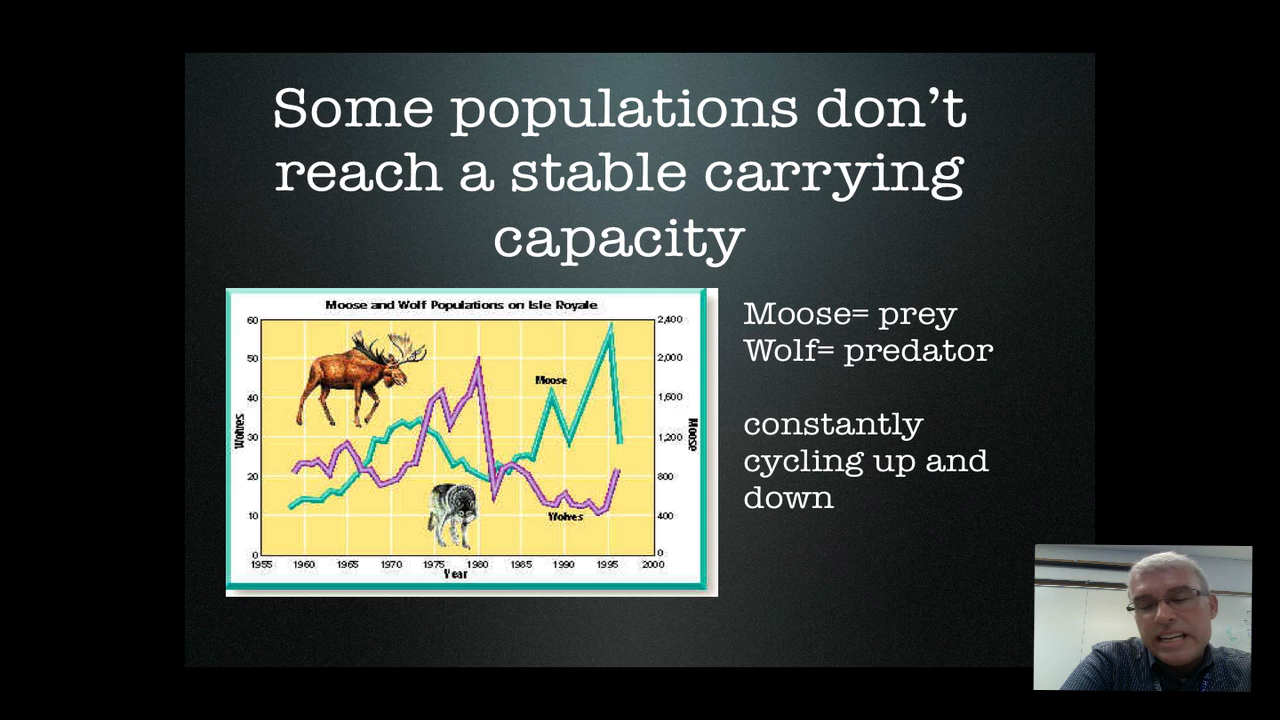 Some populations don't
reach a stable carrying
capacity
Moose and Wolf Populations on Isle Royale
60
50
40
30
20
10
0
Wolves
2,400
2,000
1,600
1,200
800
400
0
Moose
Moose
Wolves
1955 1960 1965 1970 1975 1980 1985 1990 1995 2000
Year
Moose= prey
Wolf= predator
constantly
cycling up and
down